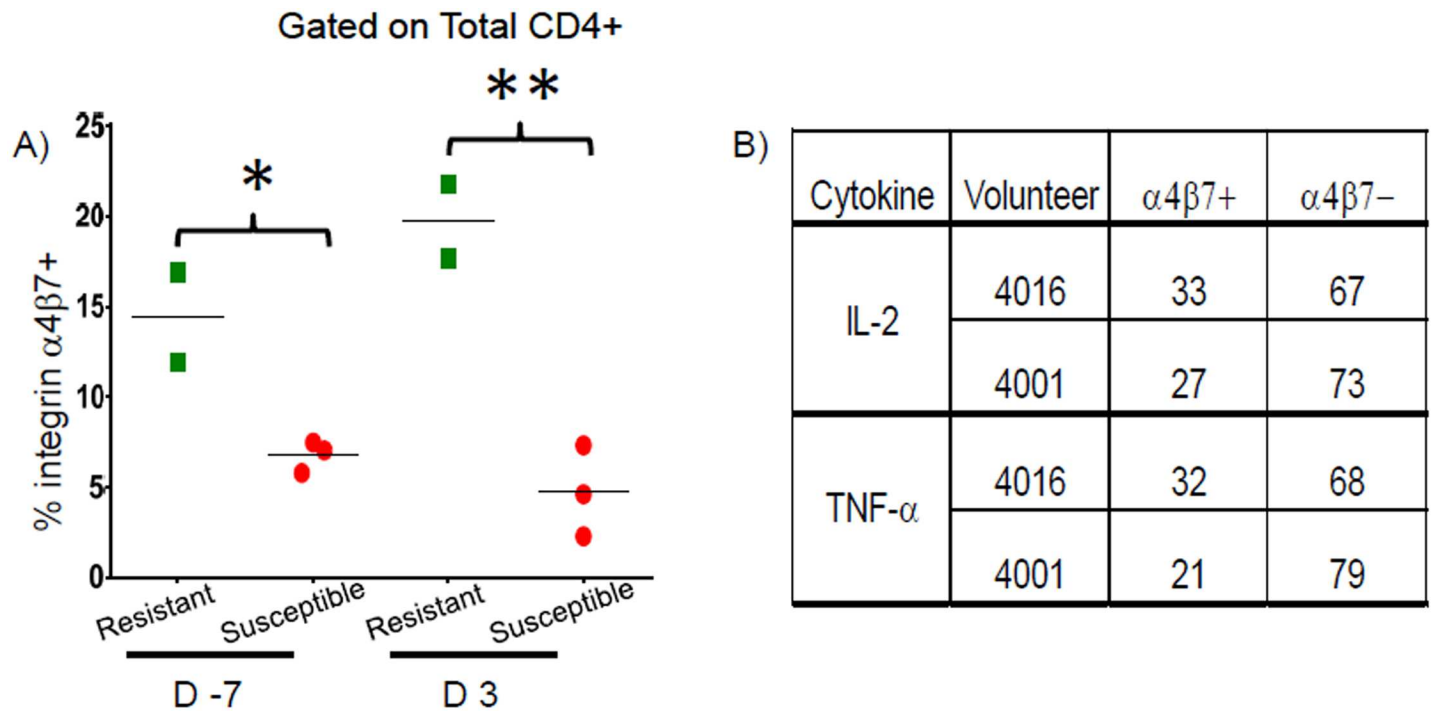 Gated on Total CD4+
A)
% integrin α4β7+
25
20
15
10
5
0
*
**
Resistant
Susceptible
Resistant
Susceptible
D -7
D 3
B)
Cytokine Volunteer α4β7+ α4β7−
IL-2
4016 33 67
4001 27 73
TNF-α
4016 32 68
4001 21 79